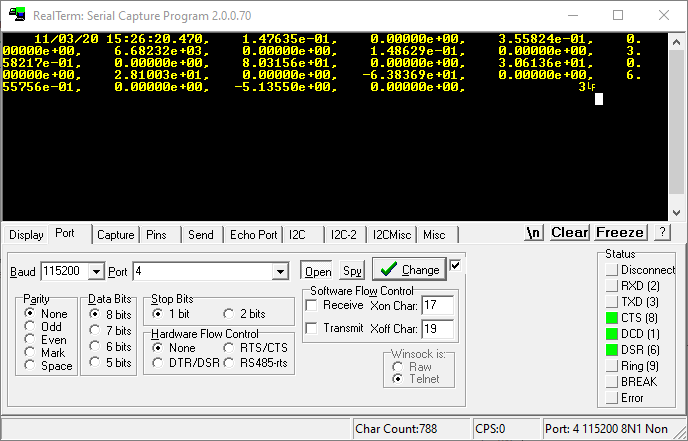 RealTerm: Serial Capture Program 2.0.0.70
11/03/20 15:26:20.470, 1.47635e-01, 0.00000e+00, 3.55824e-01, 0.
00000e+00, 6.68232e+03, 0.00000e+00, 1.48629e-01, 3.
58217e-01, 0.00000e+00, 8.03156e+01, 0.00000e+00, 3.06136e-01, 0.
00000e+00, 2.81003e+01, 0.00000e+00, -6.38369e+01, 0.00000e+00, 6.
55756e-01, 0.00000e+00, -5.13550e+00, 0.00000e+00, 3LF
Display Port Capture Pins Send Echo Port I2C I2C-2 I2CMisc Misc \n Clear Freeze ?
Baud 115200 Port 4 Open Spy Change
Parity
None
Odd
Even
Mark
Space
Data Bits
8 bits
7 bits
6 bits
5 bits
Stop Bits
1 bit 2 bits
Hardware Flow Control
None RTS/CTS
DTR/DSR RS485-rts
Software Flow Control
Receive Xon Char: 17
Transmit Xoff Char: 19
Winsock is:
Raw
Telnet
Status
Disconnect
RXD (2)
TXD (3)
CTS (8)
DCD (1)
DSR (6)
Ring (9)
BREAK
Error
Char Count:788 CPS:0 Port: 4 115200 8N1 Non